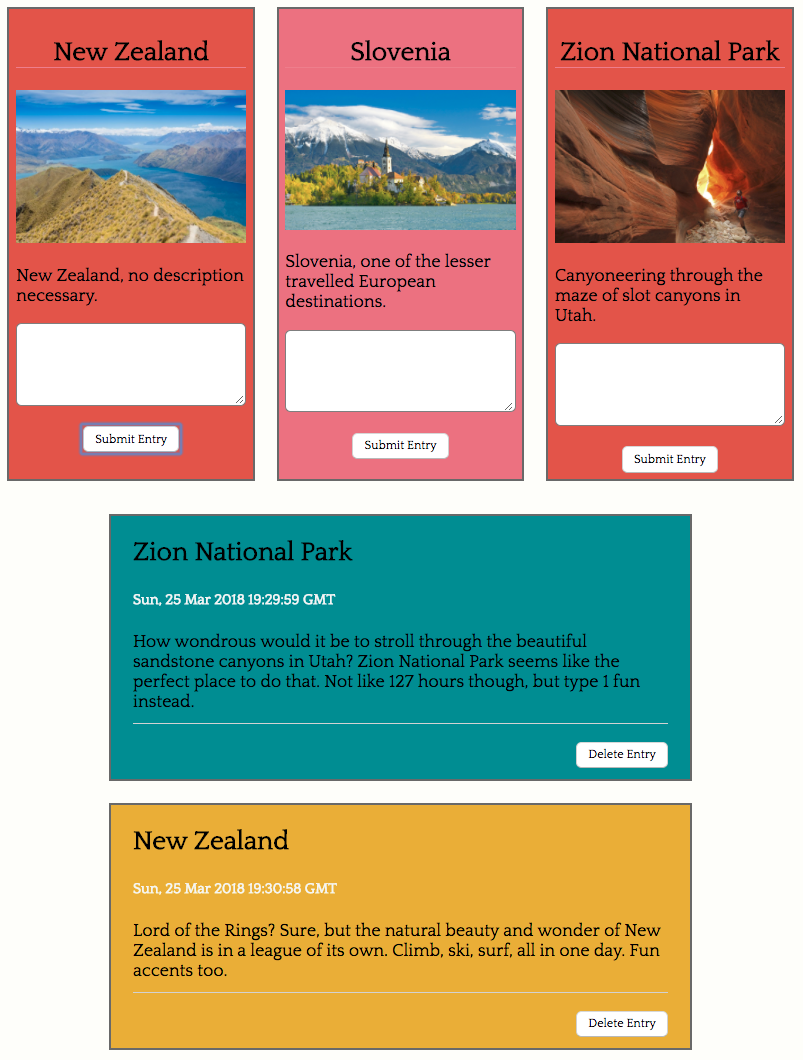 New Zealand
New Zealand, no description
necessary.
Submit Entry
Slovenia
Slovenia, one of the lesser
travelled European
destinations.
Submit Entry
Zion National Park
Canyoneering through the
maze of slot canyons in
Utah.
Submit Entry
Zion National Park
Sun, 25 Mar 2018 19:29:59 GMT
How wondrous would it be to stroll through the beautiful
sandstone canyons in Utah? Zion National Park seems like the
perfect place to do that. Not like 127 hours though, but type 1 fun
instead.
Delete Entry
New Zealand
Sun, 25 Mar 2018 19:30:58 GMT
Lord of the Rings? Sure, but the natural beauty and wonder of New
Zealand is in a league of its own. Climb, ski, surf, all in one day. Fun
accents too.
Delete Entry